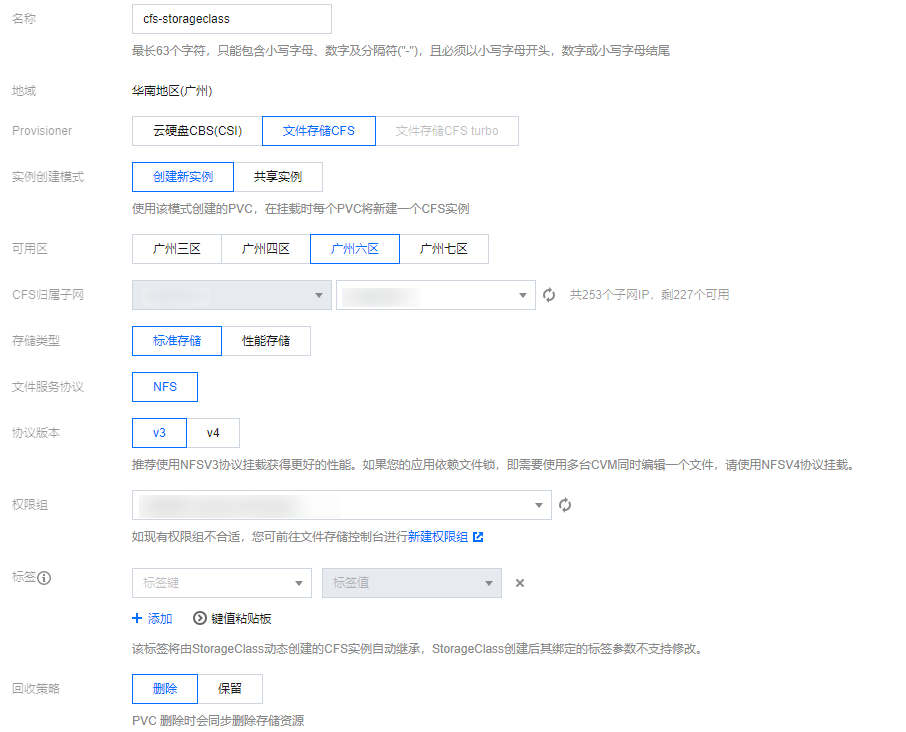 名称 cfs-storageclass
最长63个字符，只能包含小写字母、数字及分隔符("-")，且必须以小写字母开头，数字或小写字母结尾
地域 华南地区(广州)
Provisioner 云硬盘CBS(CSI) 文件存储CFS 文件存储CFS turbo
实例创建模式 创建新实例 共享实例
使用该模式创建的PVC，在挂载时每个PVC将新建一个CFS实例
可用区 广州三区 广州四区 广州六区 广州七区
CFS归属子网 共253个子网IP，剩227个可用
存储类型 标准存储 性能存储
文件服务协议 NFS
协议版本 v3 v4
推荐使用NFSV3协议挂载获得更好的性能。如果您的应用依赖文件锁，即需要使用多台CVM同时编辑一个文件，请使用NFSV4协议挂载。
权限组
如现有权限组不合适，您可前往文件存储控制台进行新建权限组
标签 标签键 标签值
添加 键值粘贴板
该标签将由StorageClass动态创建的CFS实例自动继承，StorageClass创建后其绑定的标签参数不支持修改。
回收策略 删除 保留
PVC 删除时会同步删除存储资源